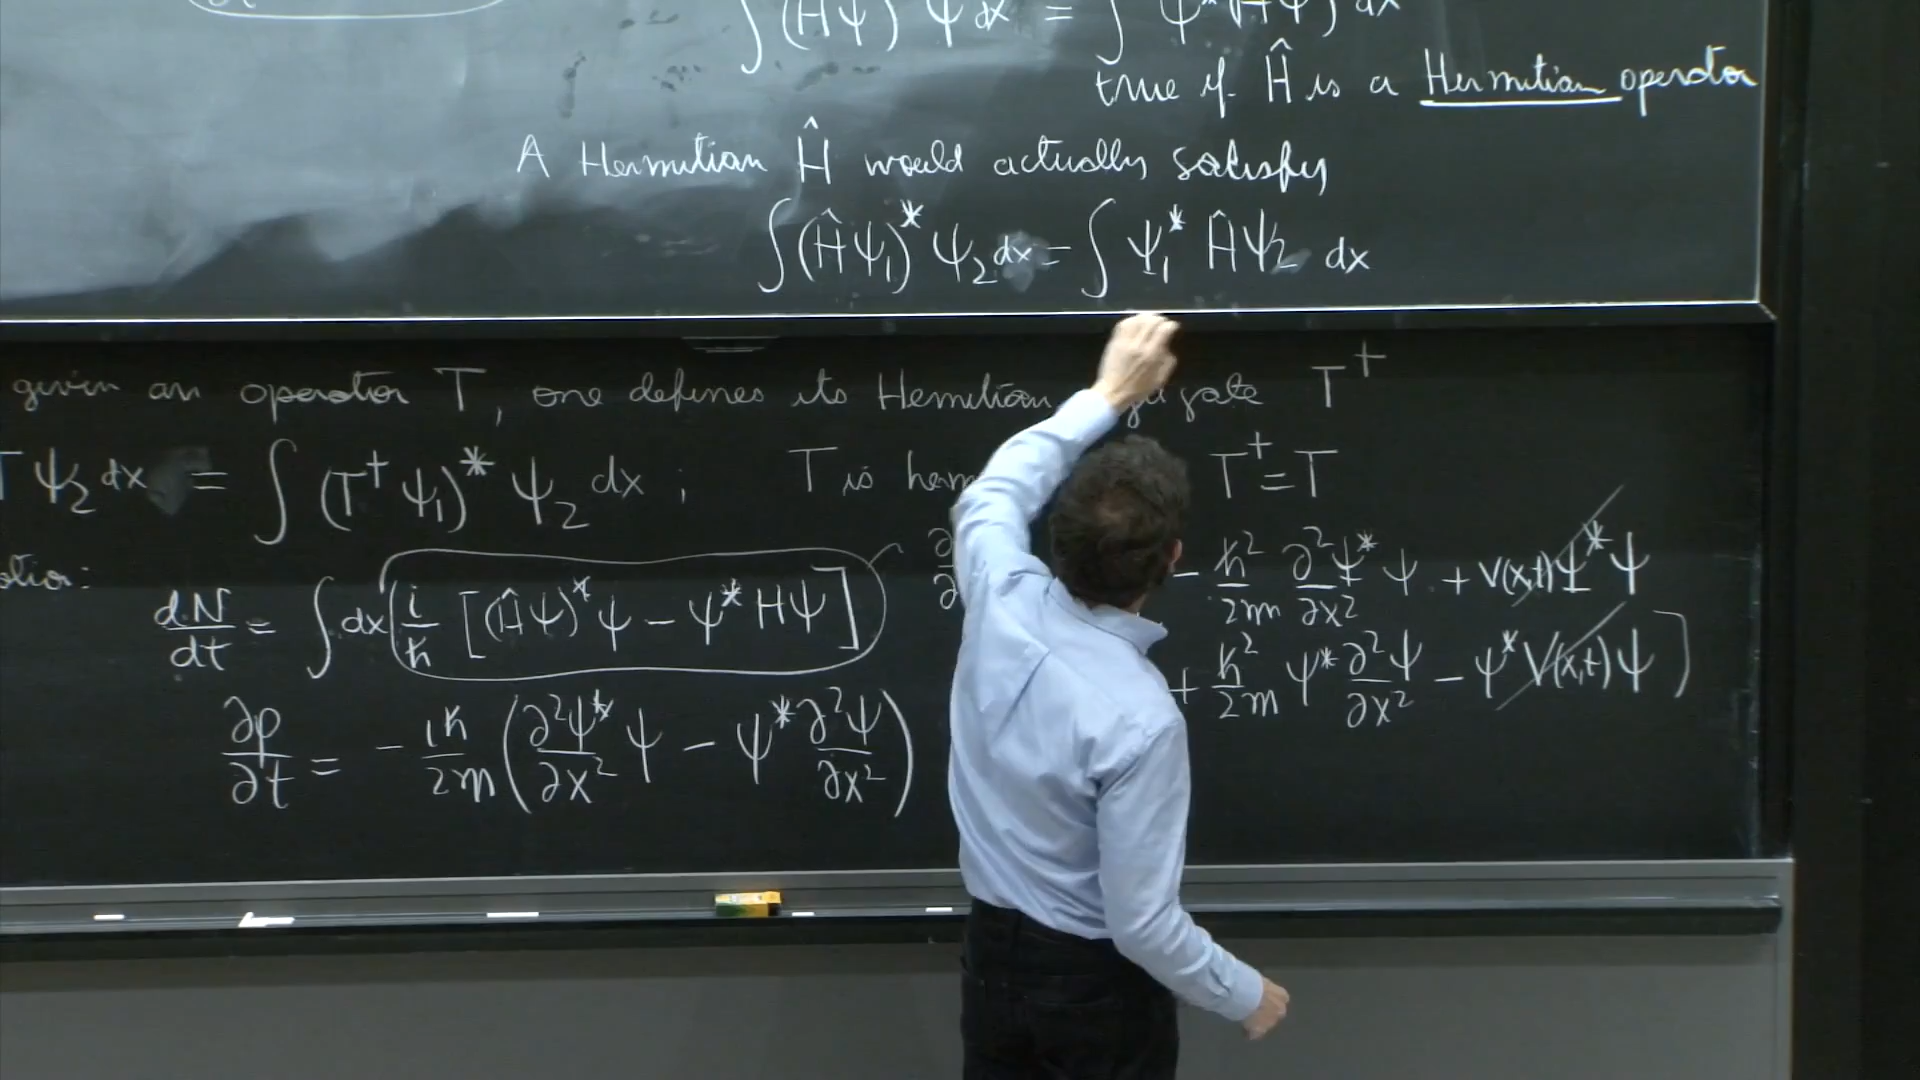 ∫(ĤΨ)* Ψ dx = ∫ Ψ*(ĤΨ) dx
true if Ĥ is a Hermitian operator
A Hermitian Ĥ would actually satisfy
∫(ĤΨ₁)* Ψ₂ dx = ∫ Ψ₁* ĤΨ₂ dx
given an operator T, one defines its Hermitian T†
T Ψ₂ dx = ∫ (T†Ψ₁)* Ψ₂ dx ; T is T† = T
dN/dt = ∫ dx (i/ħ [(ĤΨ)*Ψ − Ψ*HΨ])
− ħ²/2m ∂²Ψ*/∂x² Ψ + V(x,t)Ψ*Ψ
+ ħ²/2m Ψ* ∂²Ψ/∂x² − Ψ*V(x,t)Ψ ]
∂ρ/∂t = − iħ/2m (∂²Ψ*/∂x² Ψ − Ψ* ∂²Ψ/∂x²)